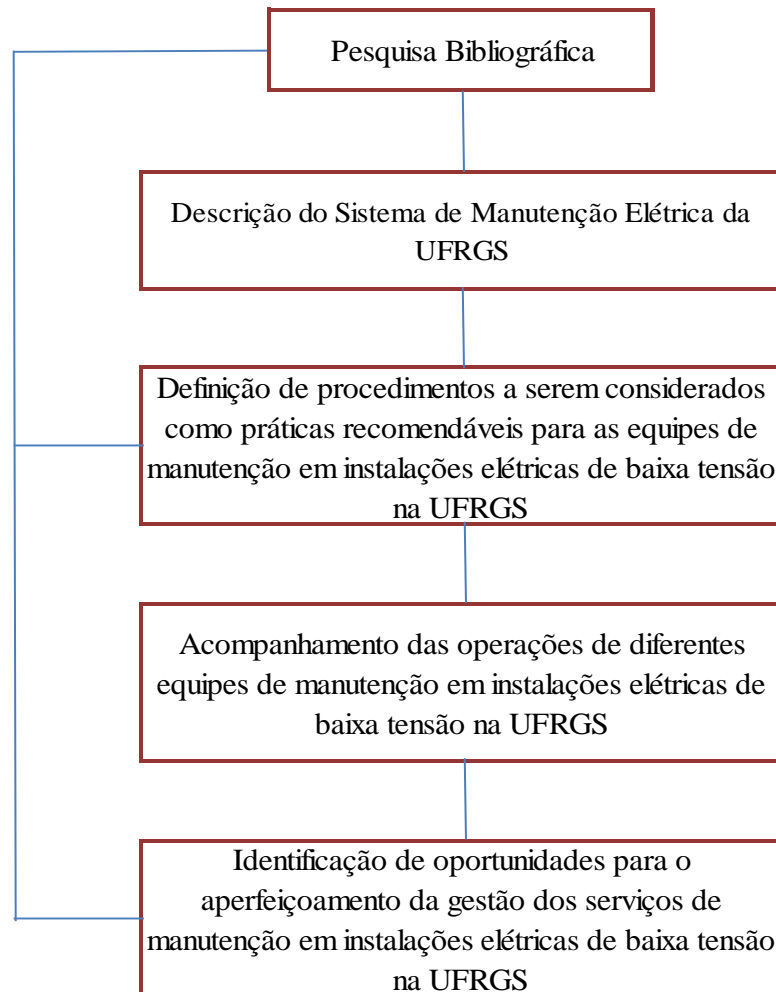 Pesquisa Bibliográfica
Descrição do Sistema de Manutenção Elétrica da
UFRGS
Definição de procedimentos a serem considerados
como práticas recomendáveis para as equipes de
manutenção em instalações elétricas de baixa tensão
na UFRGS
Acompanhamento das operações de diferentes
equipes de manutenção em instalações elétricas de
baixa tensão na UFRGS
Identificação de oportunidades para o
aperfeiçoamento da gestão dos serviços de
manutenção em instalações elétricas de baixa tensão
na UFRGS